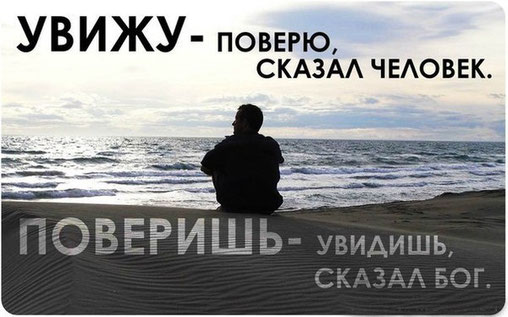 УВИЖУ- ПОВЕРЮ,
СКАЗАЛ ЧЕЛОВЕК.
ПОВЕРИШЬ- УВИДИШЬ,
СКАЗАЛ БОГ.